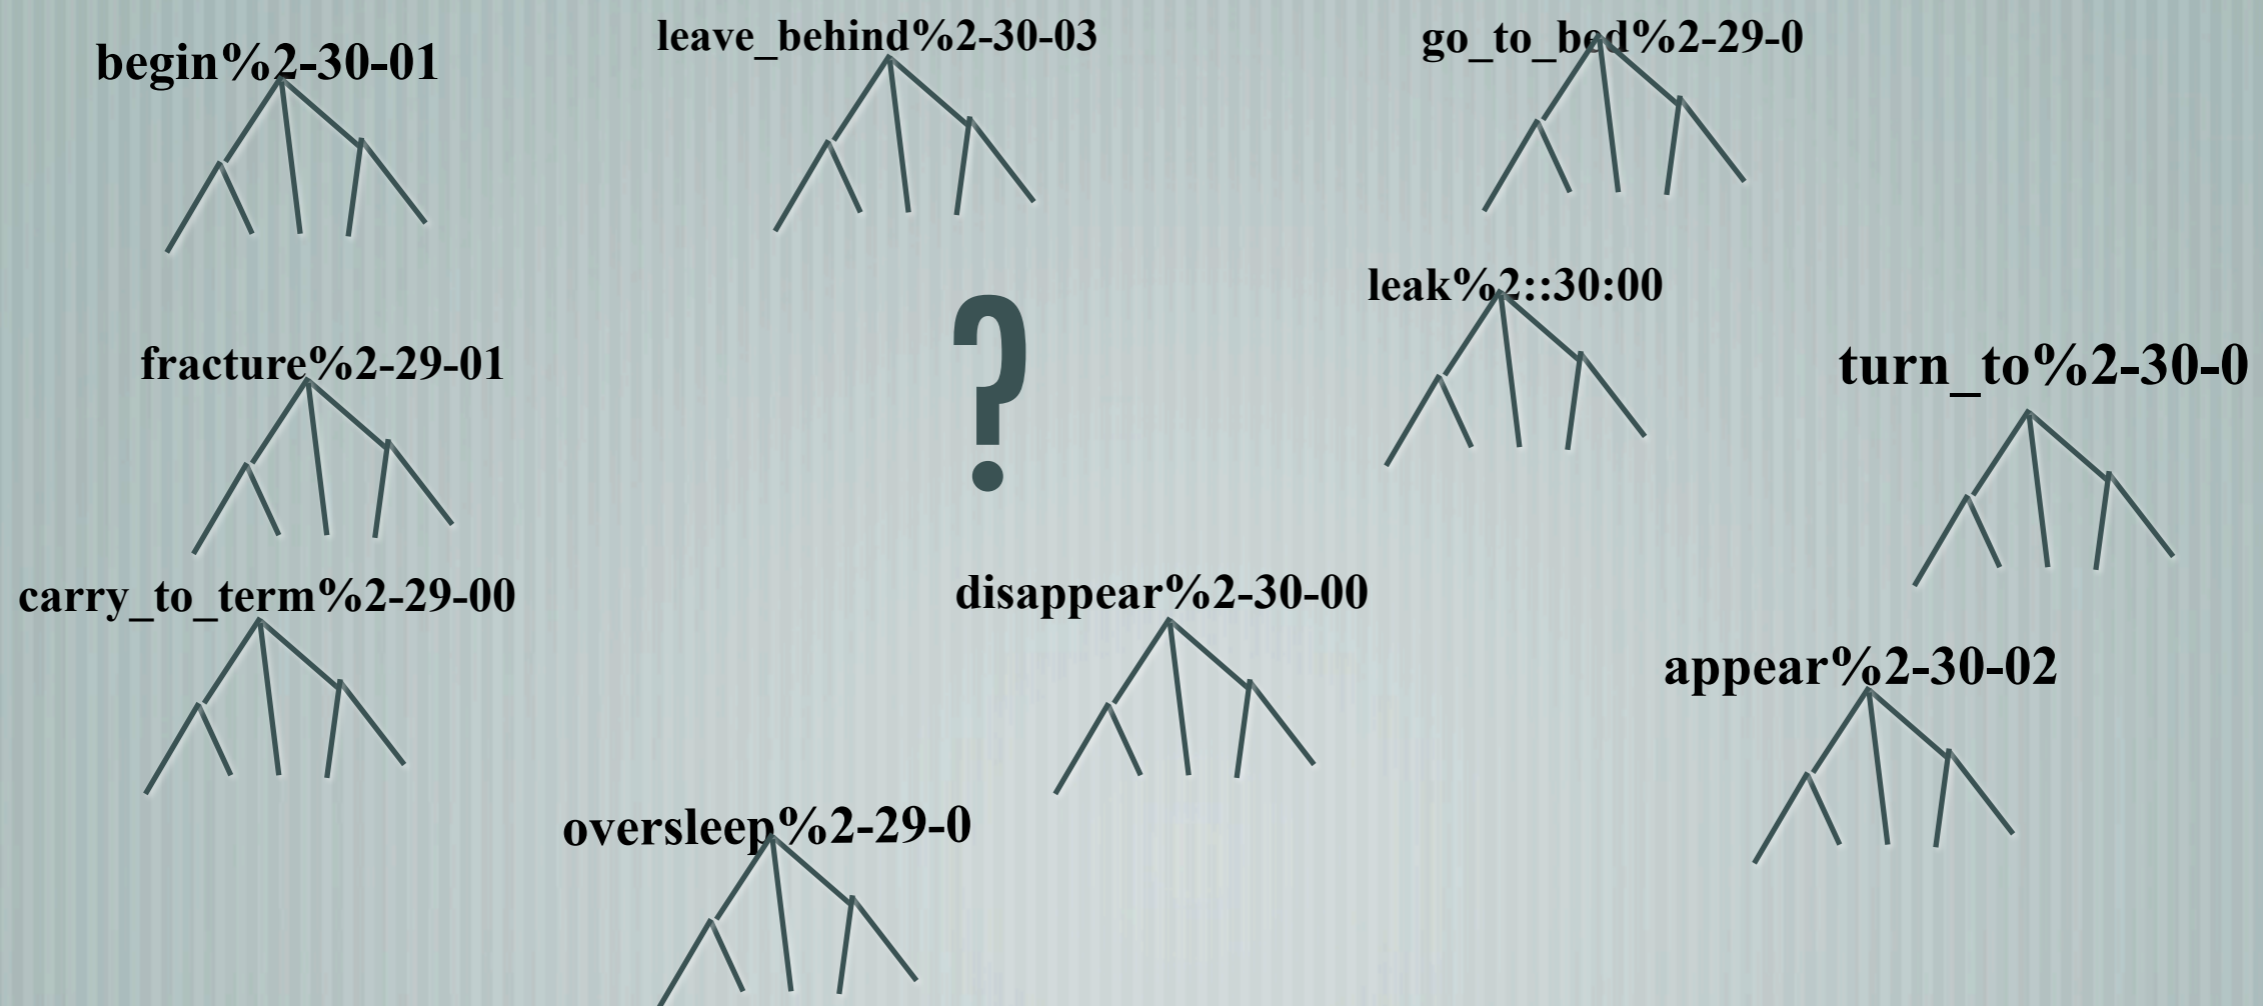 begin%2-30-01
leave_behind%2-30-03
go_to_bed%2-29-0
leak%2::30:00
fracture%2-29-01
?
turn_to%2-30-0
carry_to_term%2-29-00
disappear%2-30-00
appear%2-30-02
oversleep%2-29-0